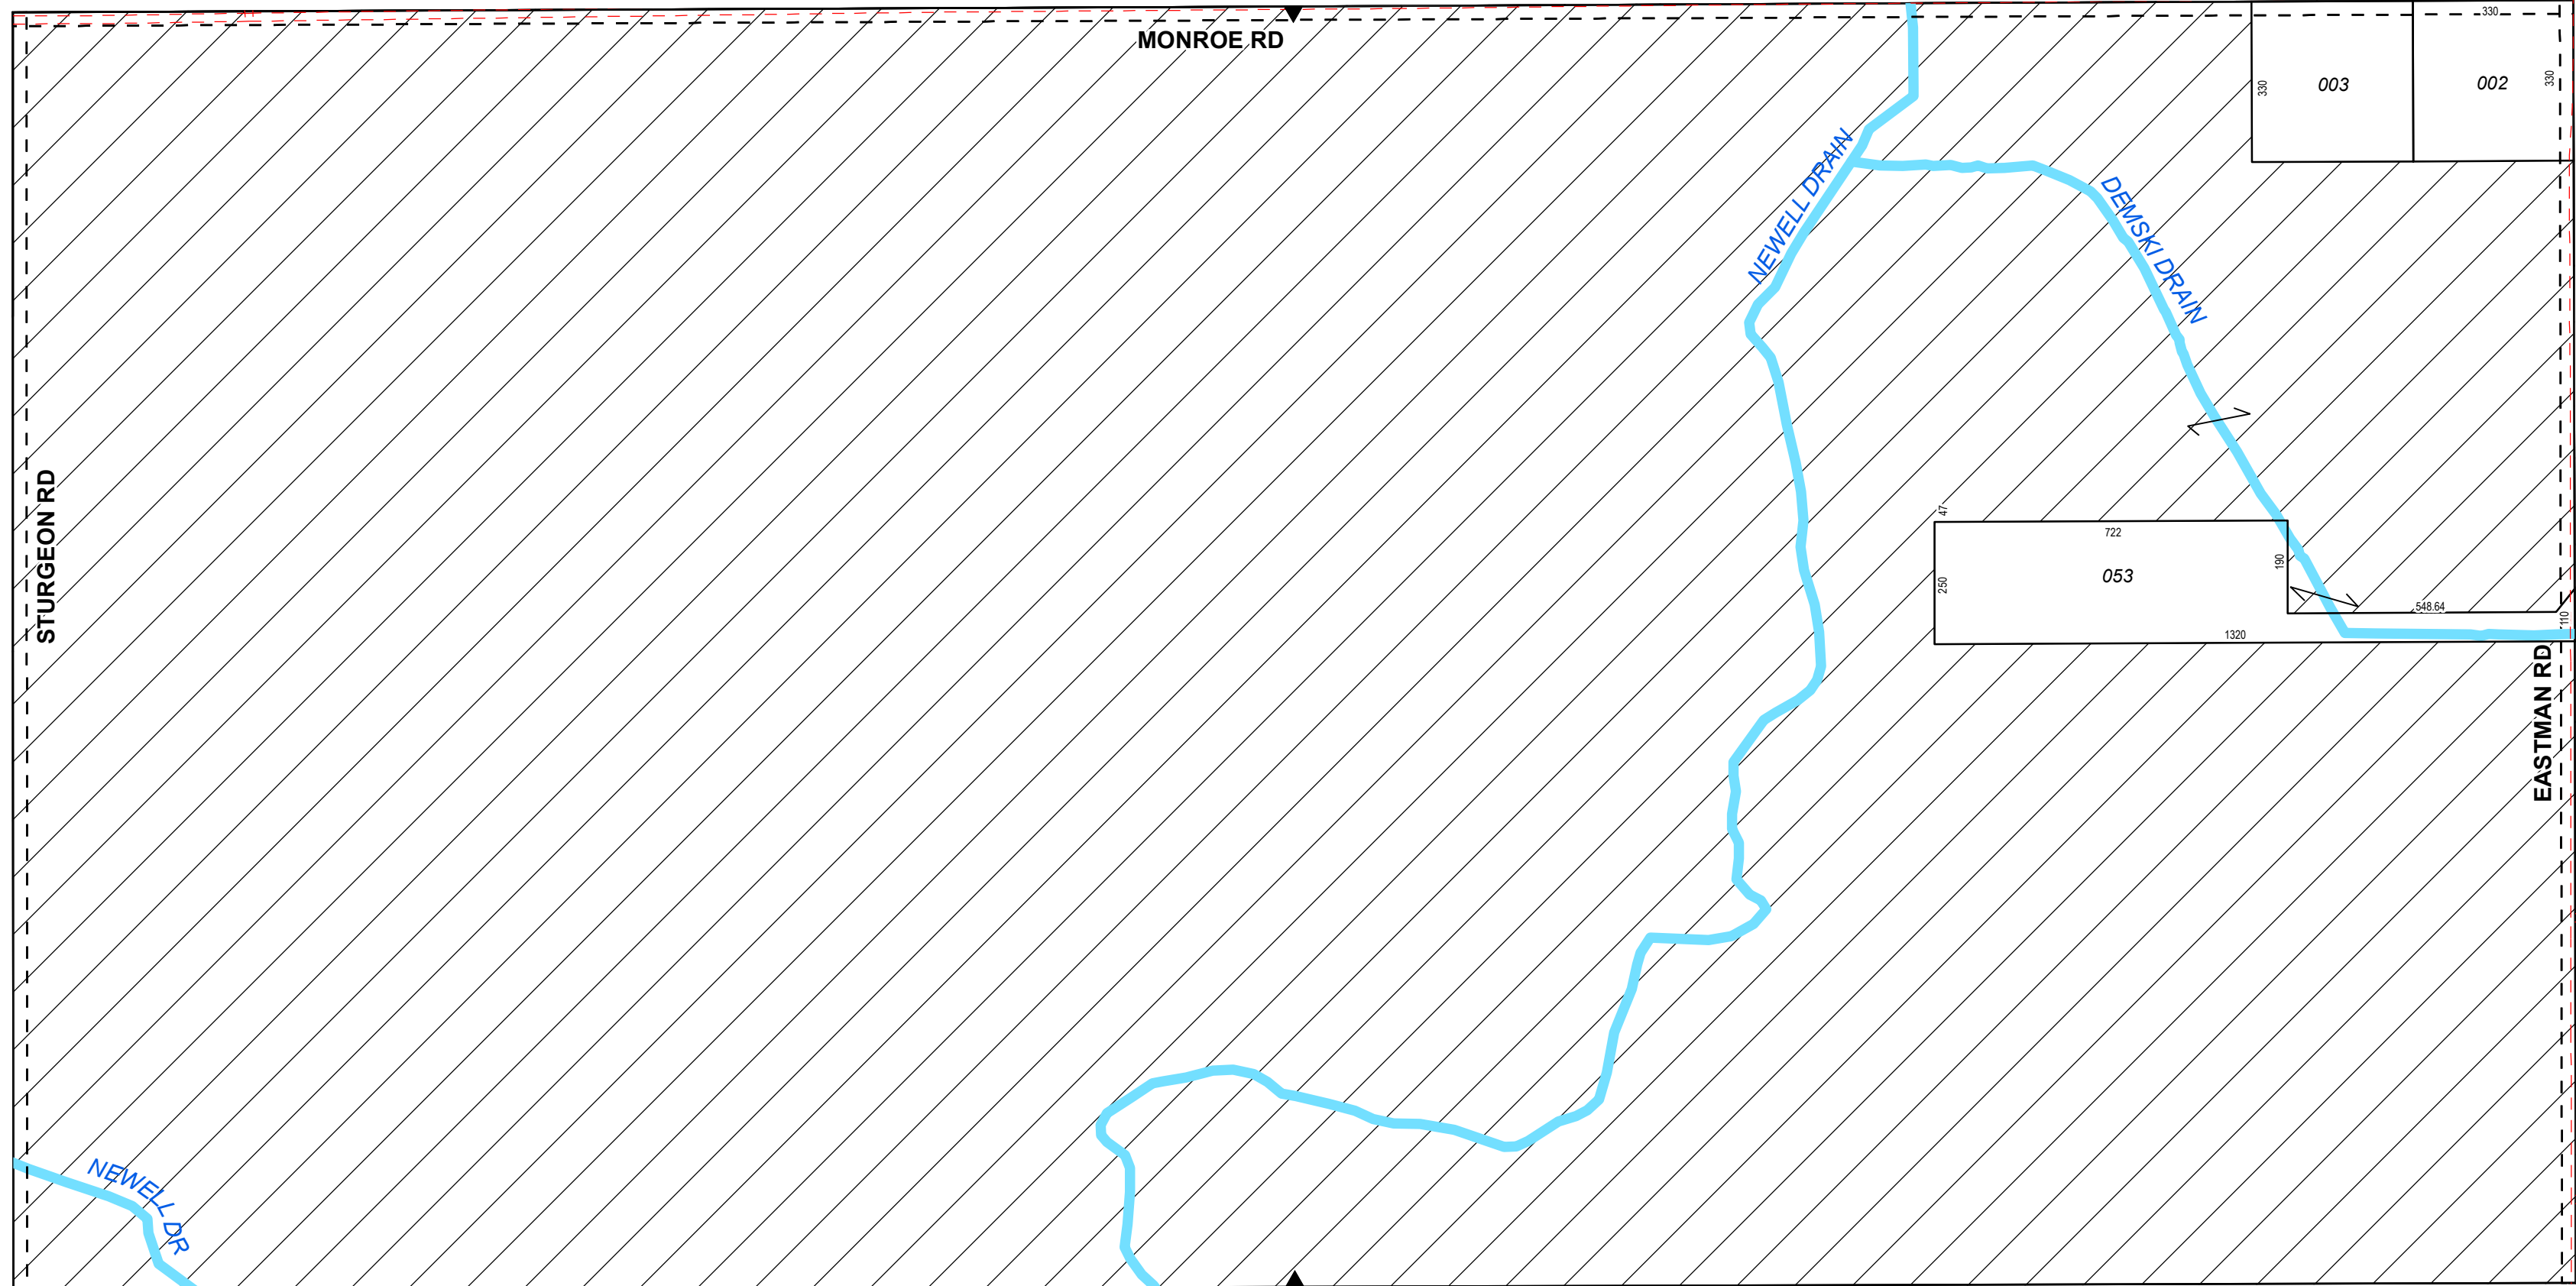 330
MONROE RD
003
002
330
330
NEWELL DRAIN
DEMSKI DRAIN
STURGEON RD
47
722
053
190
250
548.64
110
1320
EASTMAN RD
NEWELL DR